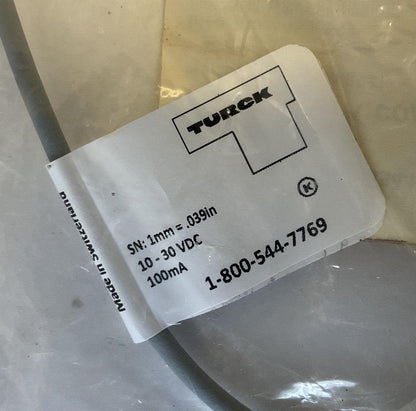 TURCK
K
SN: 1mm = .039in
10 - 30 VDC
100mA
1-800-544-7769
Made in Switzerland